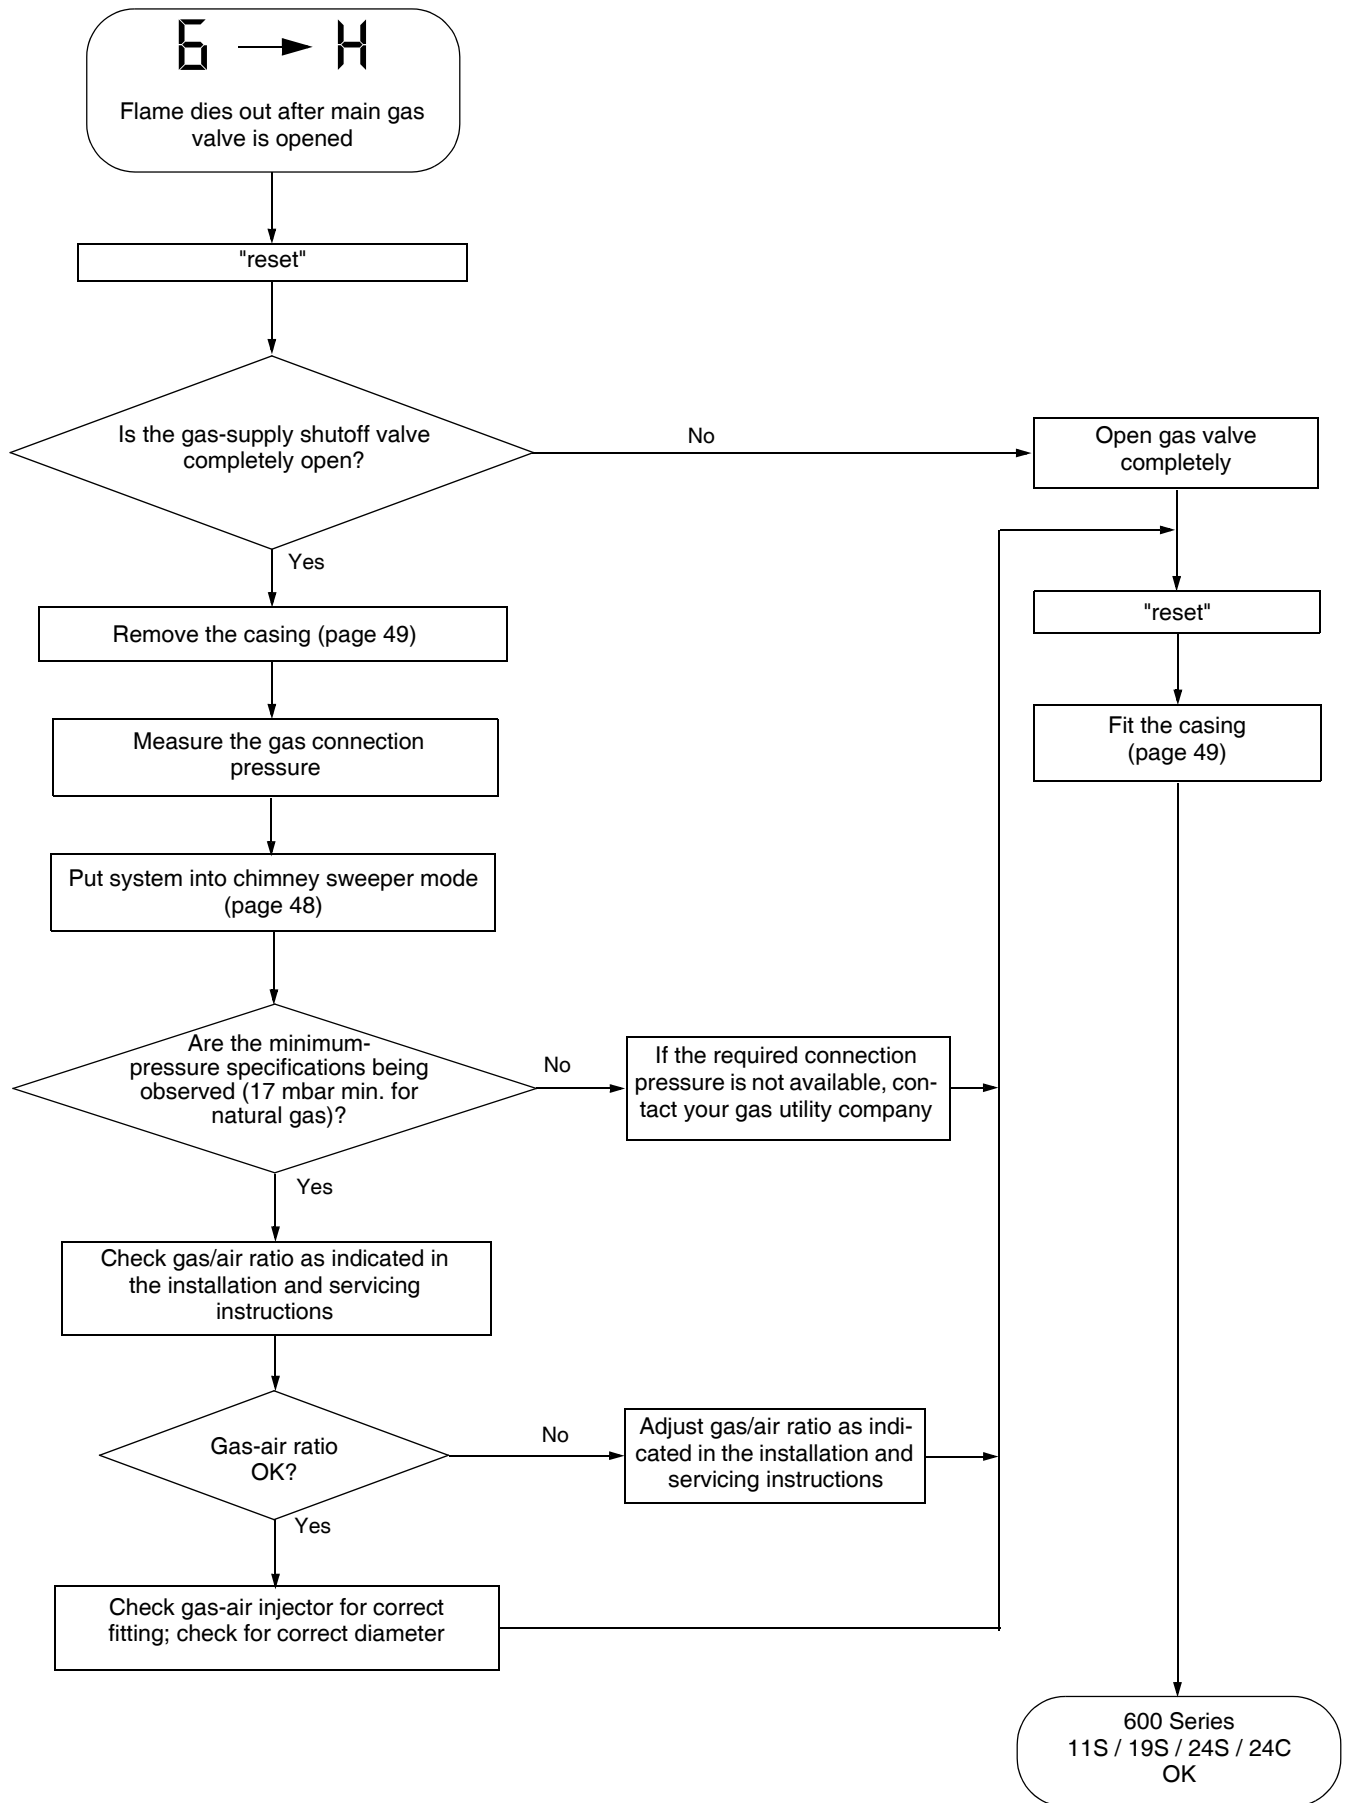 6 H
Flame dies out after main gas
valve is opened
"reset"
Is the gas-supply shutoff valve
completely open?
No
Open gas valve
completely
Yes
"reset"
Remove the casing (page 49)
Fit the casing
(page 49)
Measure the gas connection
pressure
Put system into chimney sweeper mode
(page 48)
Are the minimum-
pressure specifications being
observed (17 mbar min. for
natural gas)?
No
If the required connection
pressure is not available, con-
tact your gas utility company
Yes
Check gas/air ratio as indicated in
the installation and servicing
instructions
Gas-air ratio
OK?
No
Adjust gas/air ratio as indi-
cated in the installation and
servicing instructions
Yes
Check gas-air injector for correct
fitting; check for correct diameter
600 Series
11S / 19S / 24S / 24C
OK